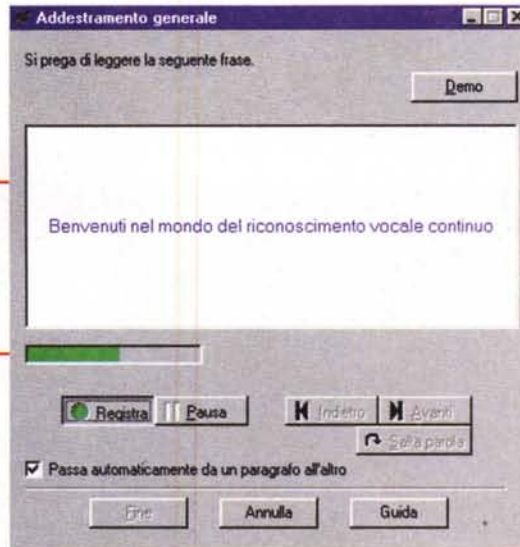 Addestramento generale
Si prega di leggere la seguente frase.
Demo
Benvenuti nel mondo del riconoscimento vocale continuo
Registra Pausa Indietro Avanti
Salta parola
Passa automaticamente da un paragrafo all'altro
Fine Annulla Guida